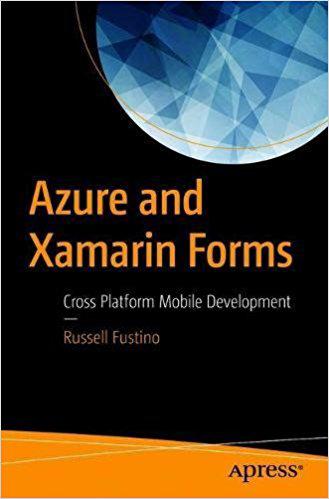 Azure and
Xamarin Forms
Cross Platform Mobile Development
Russell Fustino
Apress®